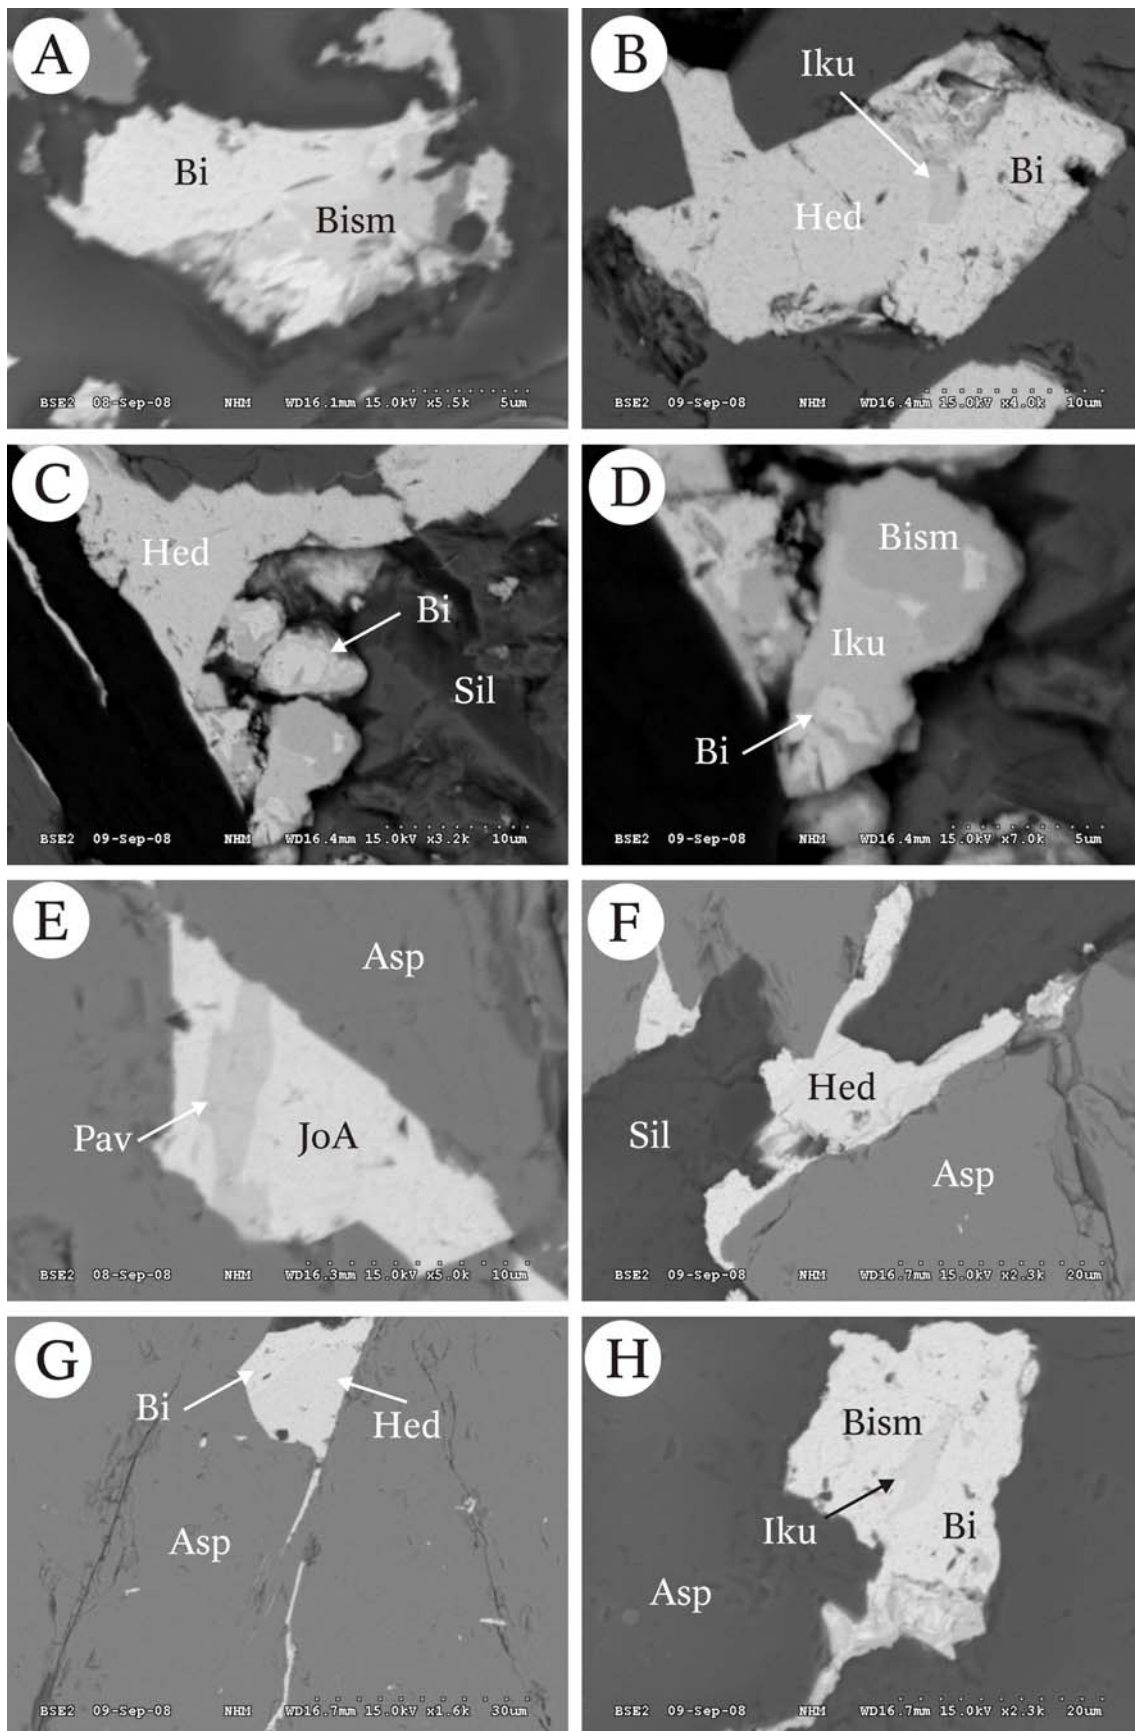 A
Bi
Bism
BSE2 08-Sep-08 NHM WD16.1mm 15.0kV x5.5k 5um
B
Iku
Bi
Hed
BSE2 09-Sep-08 NHM WD16.4mm 15.0kV x4.0k 10um
C
Hed
Bi
Sil
BSE2 09-Sep-08 NHM WD16.4mm 15.0kV x3.2k 10um
D
Bism
Iku
Bi
BSE2 09-Sep-08 NHM WD16.4mm 15.0kV x7.0k 5um
E
Asp
Pav
JoA
BSE2 08-Sep-08 NHM WD16.3mm 15.0kV x5.0k 10um
F
Hed
Sil
Asp
BSE2 09-Sep-08 NHM WD16.7mm 15.0kV x2.3k 20um
G
Bi
Hed
Asp
BSE2 09-Sep-08 NHM WD16.7mm 15.0kV x1.6k 30um
H
Bism
Iku
Bi
Asp
BSE2 09-Sep-08 NHM WD16.7mm 15.0kV x2.3k 20um